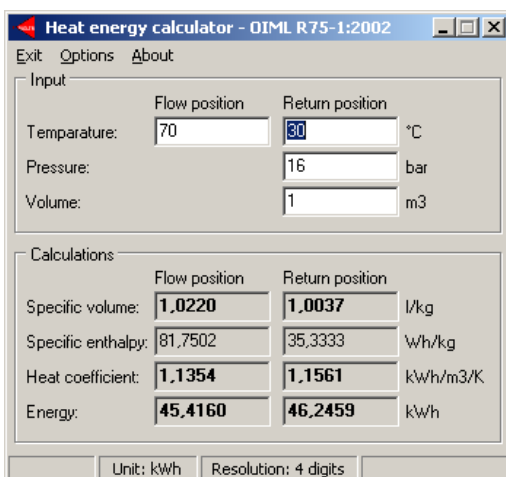 Heat energy calculator - OIML R75-1:2002
Exit Options About
Input
Flow position Return position
Temparature: 70 30 °C
Pressure: 16 bar
Volume: 1 m3
Calculations
Flow position Return position
Specific volume: 1,0220 1,0037 l/kg
Specific enthalpy: 81,7502 35,3333 Wh/kg
Heat coefficient: 1,1354 1,1561 kWh/m3/K
Energy: 45,4160 46,2459 kWh
Unit: kWh Resolution: 4 digits